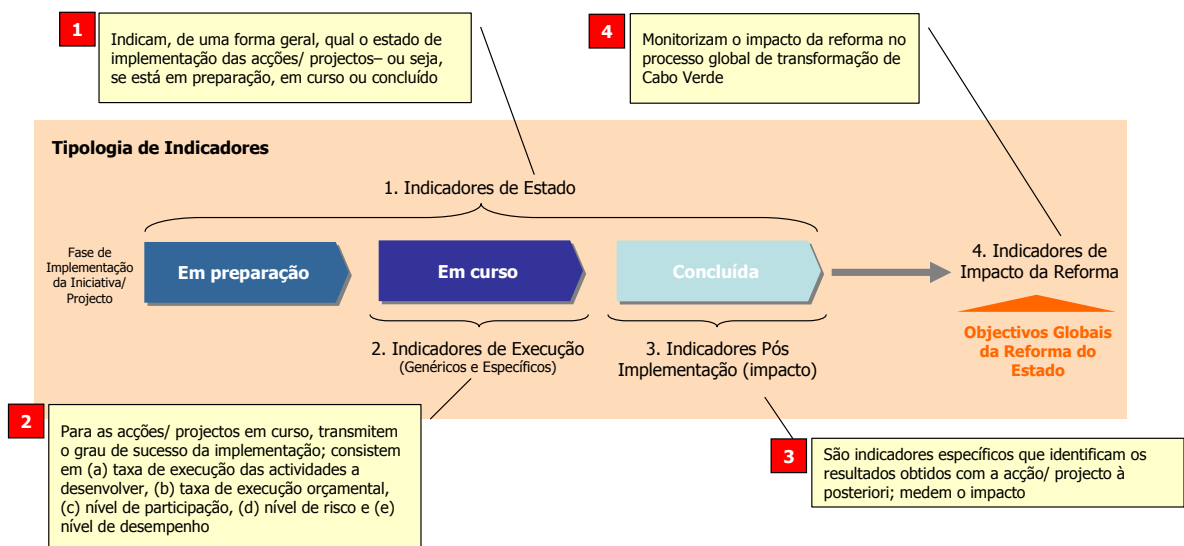 1
Indicam, de uma forma geral, qual o estado de
implementação das acções/ projectos– ou seja,
se está em preparação, em curso ou concluído
4
Monitorizam o impacto da reforma no
processo global de transformação de
Cabo Verde
Tipologia de Indicadores
1. Indicadores de Estado
Fase de
Implementação
da Iniciativa/
Projecto
Em preparação
Em curso
Concluída
4. Indicadores de
Impacto da Reforma
2. Indicadores de Execução
(Genéricos e Específicos)
3. Indicadores Pós
Implementação (impacto)
Objectivos Globais
da Reforma do
Estado
2
Para as acções/ projectos em curso, transmitem
o grau de sucesso da implementação; consistem
em (a) taxa de execução das actividades a
desenvolver, (b) taxa de execução orçamental,
(c) nível de participação, (d) nível de risco e (e)
nível de desempenho
3
São indicadores específicos que identificam os
resultados obtidos com a acção/ projecto à
posteriori; medem o impacto